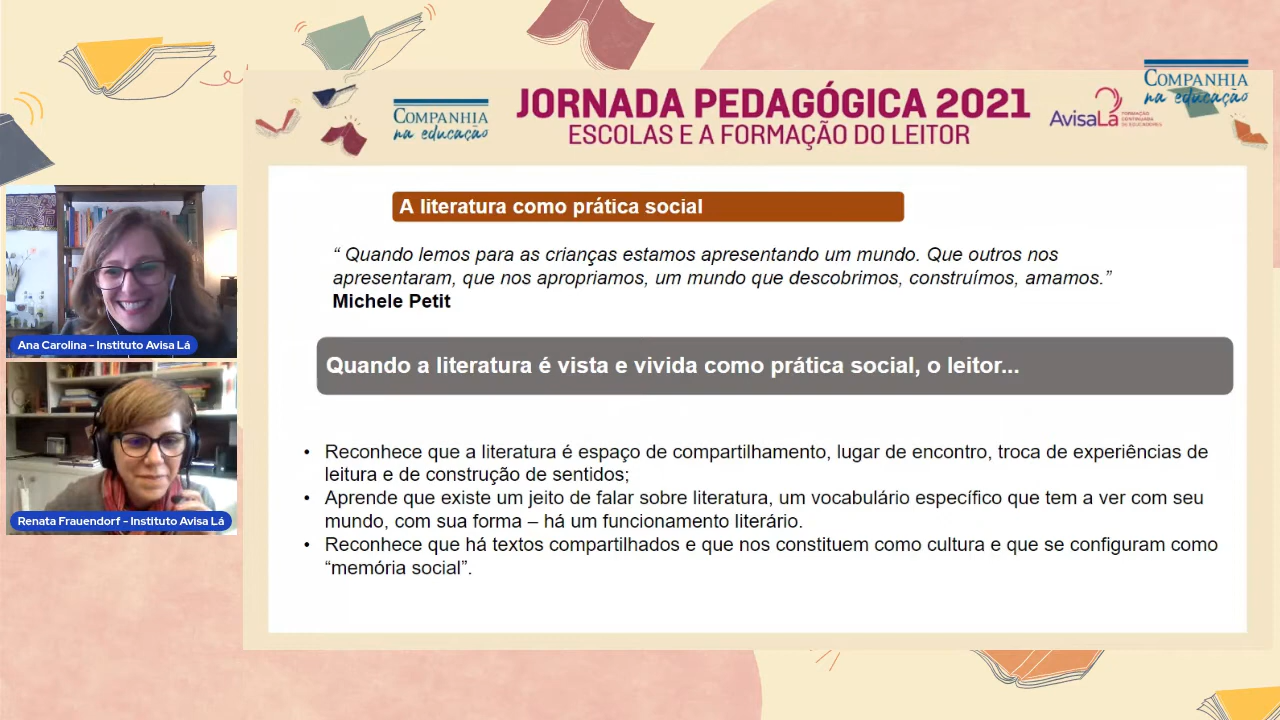 COMPANHIA
na educação
JORNADA PEDAGÓGICA 2021
ESCOLAS E A FORMAÇÃO DO LEITOR
AvisaLá
FORMAÇÃO
CONTINUADA
DE EDUCADORES
COMPANHIA
na educação
A literatura como prática social
“ Quando lemos para as crianças estamos apresentando um mundo. Que outros nos
apresentaram, que nos apropriamos, um mundo que descobrimos, construímos, amamos.”
Michele Petit
Quando a literatura é vista e vivida como prática social, o leitor...
• Reconhece que a literatura é espaço de compartilhamento, lugar de encontro, troca de experiências de
leitura e de construção de sentidos;
• Aprende que existe um jeito de falar sobre literatura, um vocabulário específico que tem a ver com seu
mundo, com sua forma – há um funcionamento literário.
• Reconhece que há textos compartilhados e que nos constituem como cultura e que se configuram como
“memória social”.
Ana Carolina - Instituto Avisa Lá
Renata Frauendorf - Instituto Avisa Lá